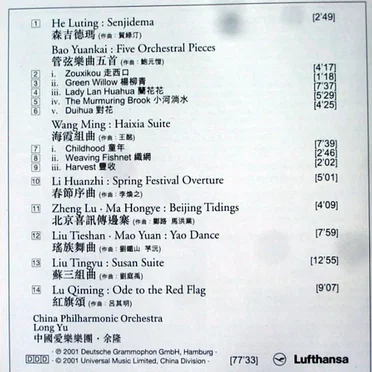 1 He Luting : Senjidema [2'49]
森吉德瑪 (作曲：賀綠汀)
Bao Yuankai : Five Orchestral Pieces
管弦樂曲五首 (作曲：鮑元愷)
2 i. Zouxikou 走西口 [4'17]
3 ii. Green Willow 楊柳青 [1'18]
4 iii. Lady Lan Huahua 蘭花花 [7'37]
5 iv. The Murmuring Brook 小河淌水 [5'29]
6 v. Duihua 對花 [4'25]
Wang Ming : Haixia Suite
海霞組曲 (作曲：王酩)
7 i. Childhood 童年 [7'39]
8 ii. Weaving Fishnet 織網 [2'46]
9 iii. Harvest 豐收 [2'02]
10 Li Huanzhi : Spring Festival Overture [5'01]
春節序曲 (作曲：李煥之)
11 Zheng Lu · Ma Hongye : Beijing Tidings [4'09]
北京喜訊傳邊寨 (作曲：鄭路 馬洪業)
12 Liu Tieshan · Mao Yuan : Yao Dance [7'59]
瑤族舞曲 (作曲：劉鐵山 茅沅)
13 Liu Tingyu : Susan Suite [12'55]
蘇三組曲 (作曲：劉庭禹)
14 Lu Qiming : Ode to the Red Flag [9'07]
紅旗頌 (作曲：呂其明)
China Philharmonic Orchestra
Long Yu
中國愛樂樂團 · 余隆
DDD · ℗ 2001 Deutsche Grammophon GmbH, Hamburg ·
· © 2001 Universal Music Limited, China Division · [77'33] Lufthansa